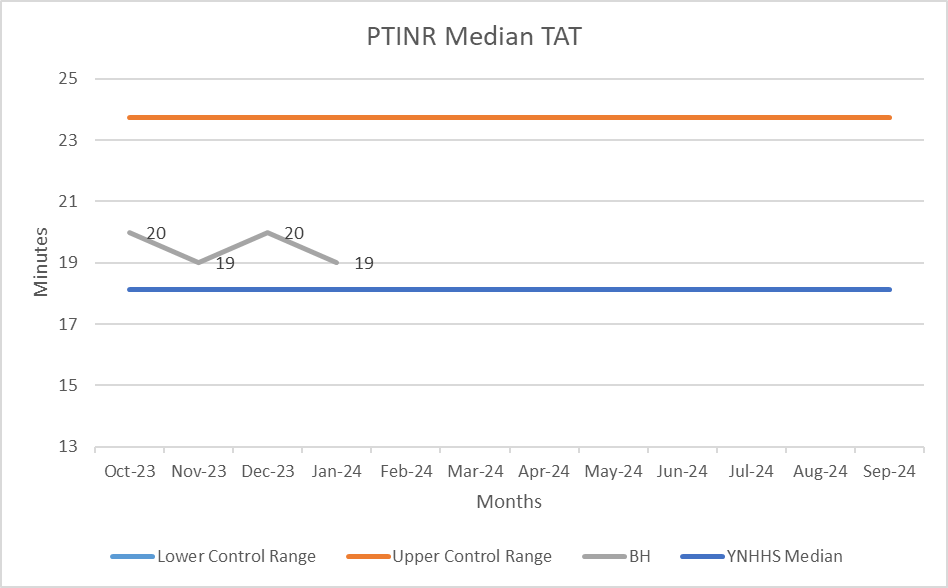 PTINR Median TAT
25
23
21
19
17
15
13
Minutes
20
19
20
19
Oct-23 Nov-23 Dec-23 Jan-24 Feb-24 Mar-24 Apr-24 May-24 Jun-24 Jul-24 Aug-24 Sep-24
Months
Lower Control Range Upper Control Range BH YNHHS Median